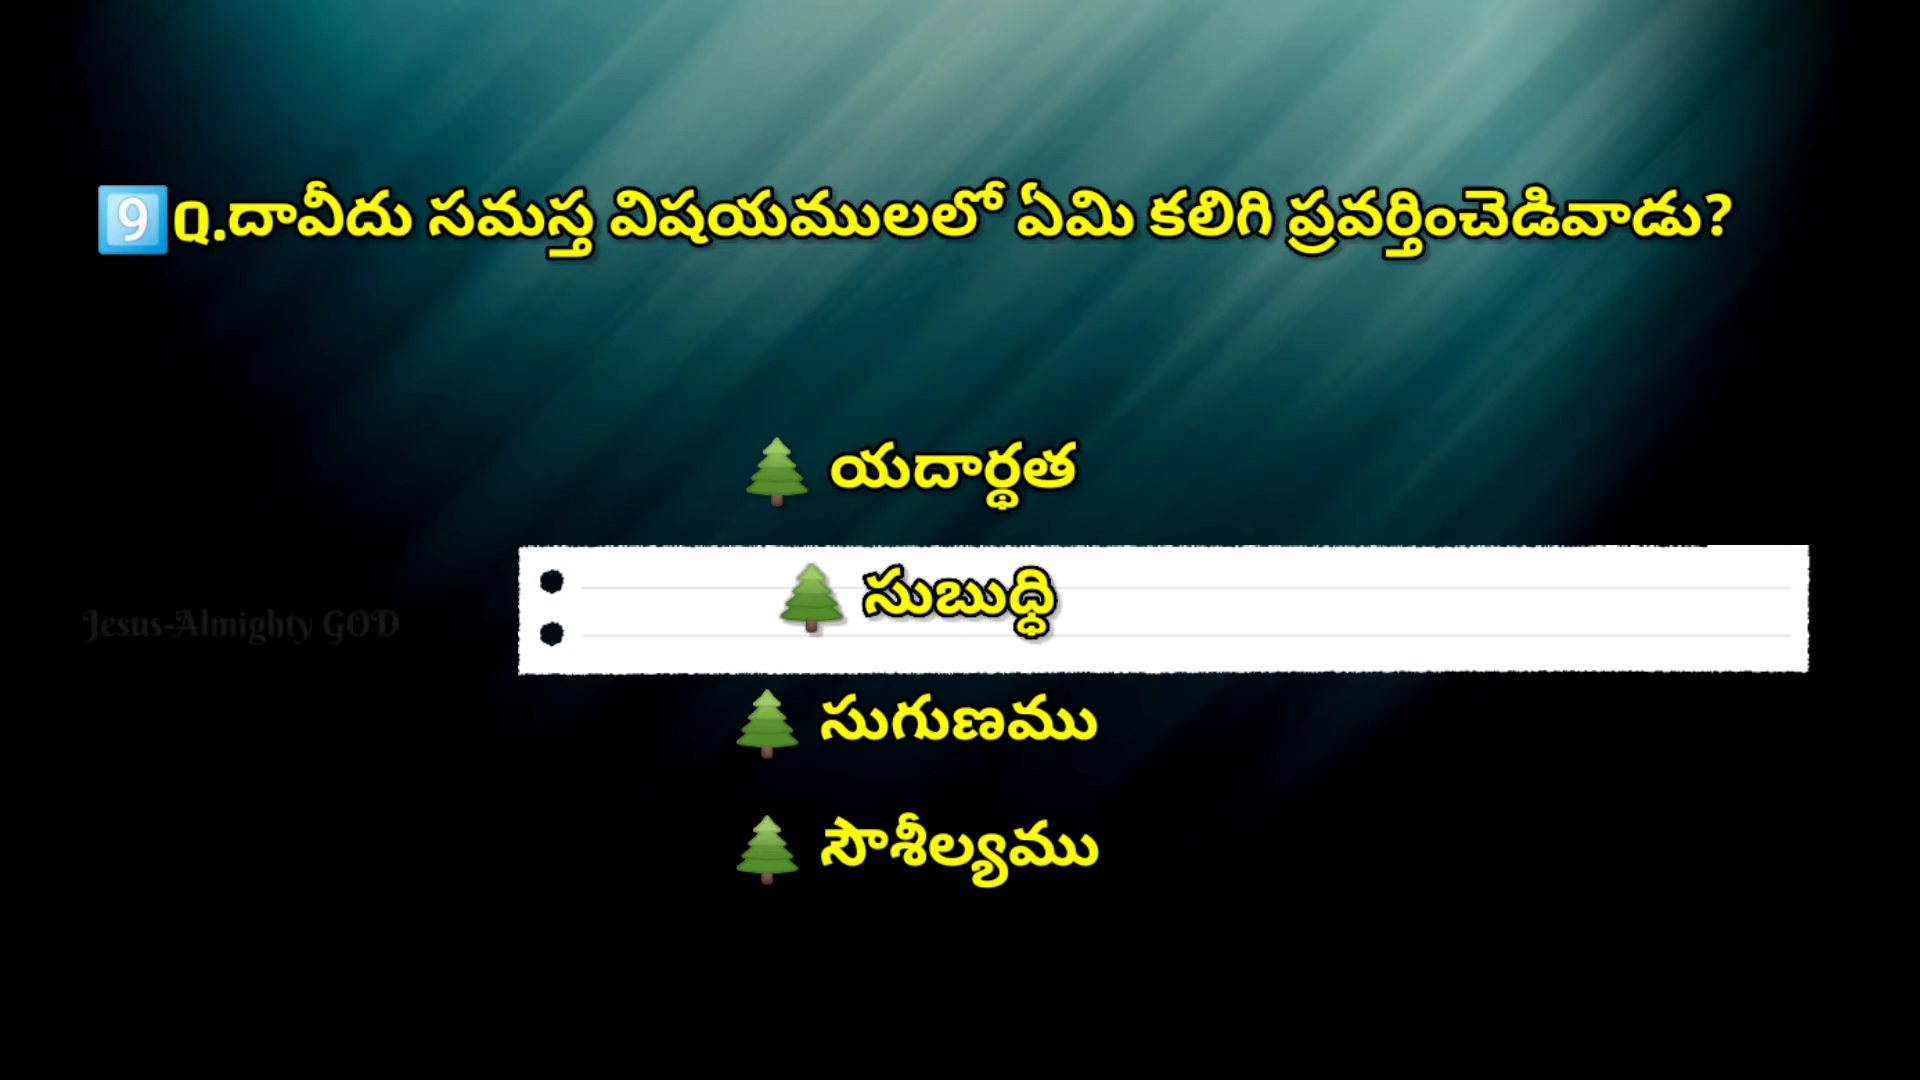 9️⃣Q.దావీదు సమస్త విషయములలో ఏమి కలిగి ప్రవర్తించెడివాడు?
🌲 యదార్థత
🌲 సుబుద్ధి
Jesus-Almighty GOD
🌲 సుగుణము
🌲 సౌశీల్యము